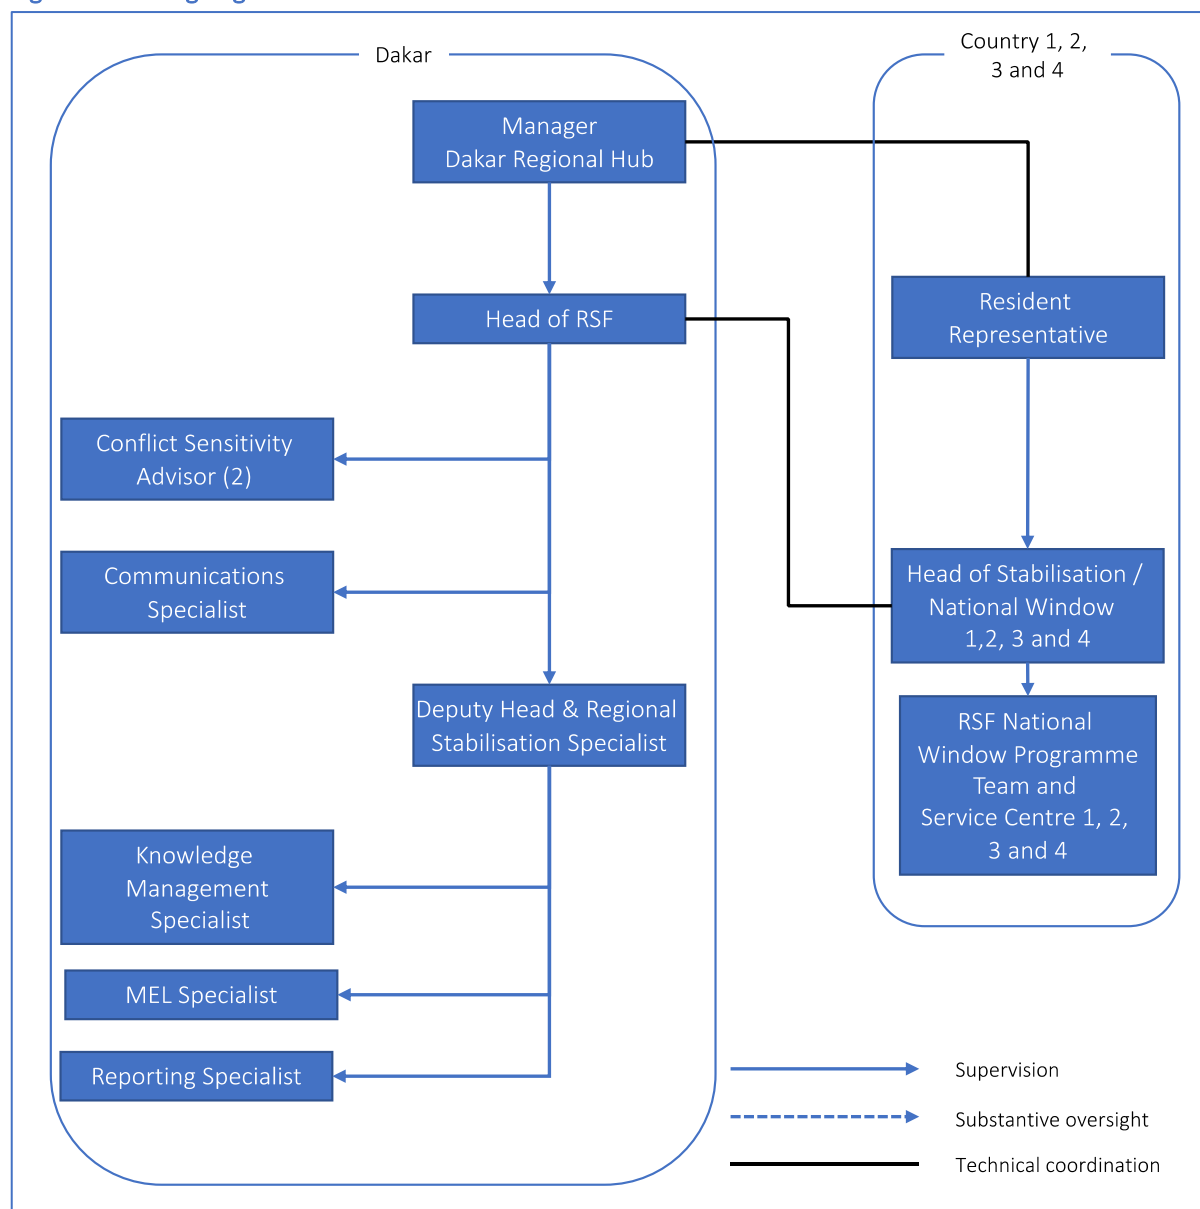 Dakar
Country 1, 2,
3 and 4
Manager
Dakar Regional Hub
Resident
Representative
Head of RSF
Conflict Sensitivity
Advisor (2)
Communications
Specialist
Head of Stabilisation /
National Window
1,2, 3 and 4
Deputy Head & Regional
Stabilisation Specialist
RSF National
Window Programme
Team and
Service Centre 1, 2,
3 and 4
Knowledge
Management
Specialist
MEL Specialist
Reporting Specialist
Supervision
Substantive oversight
Technical coordination